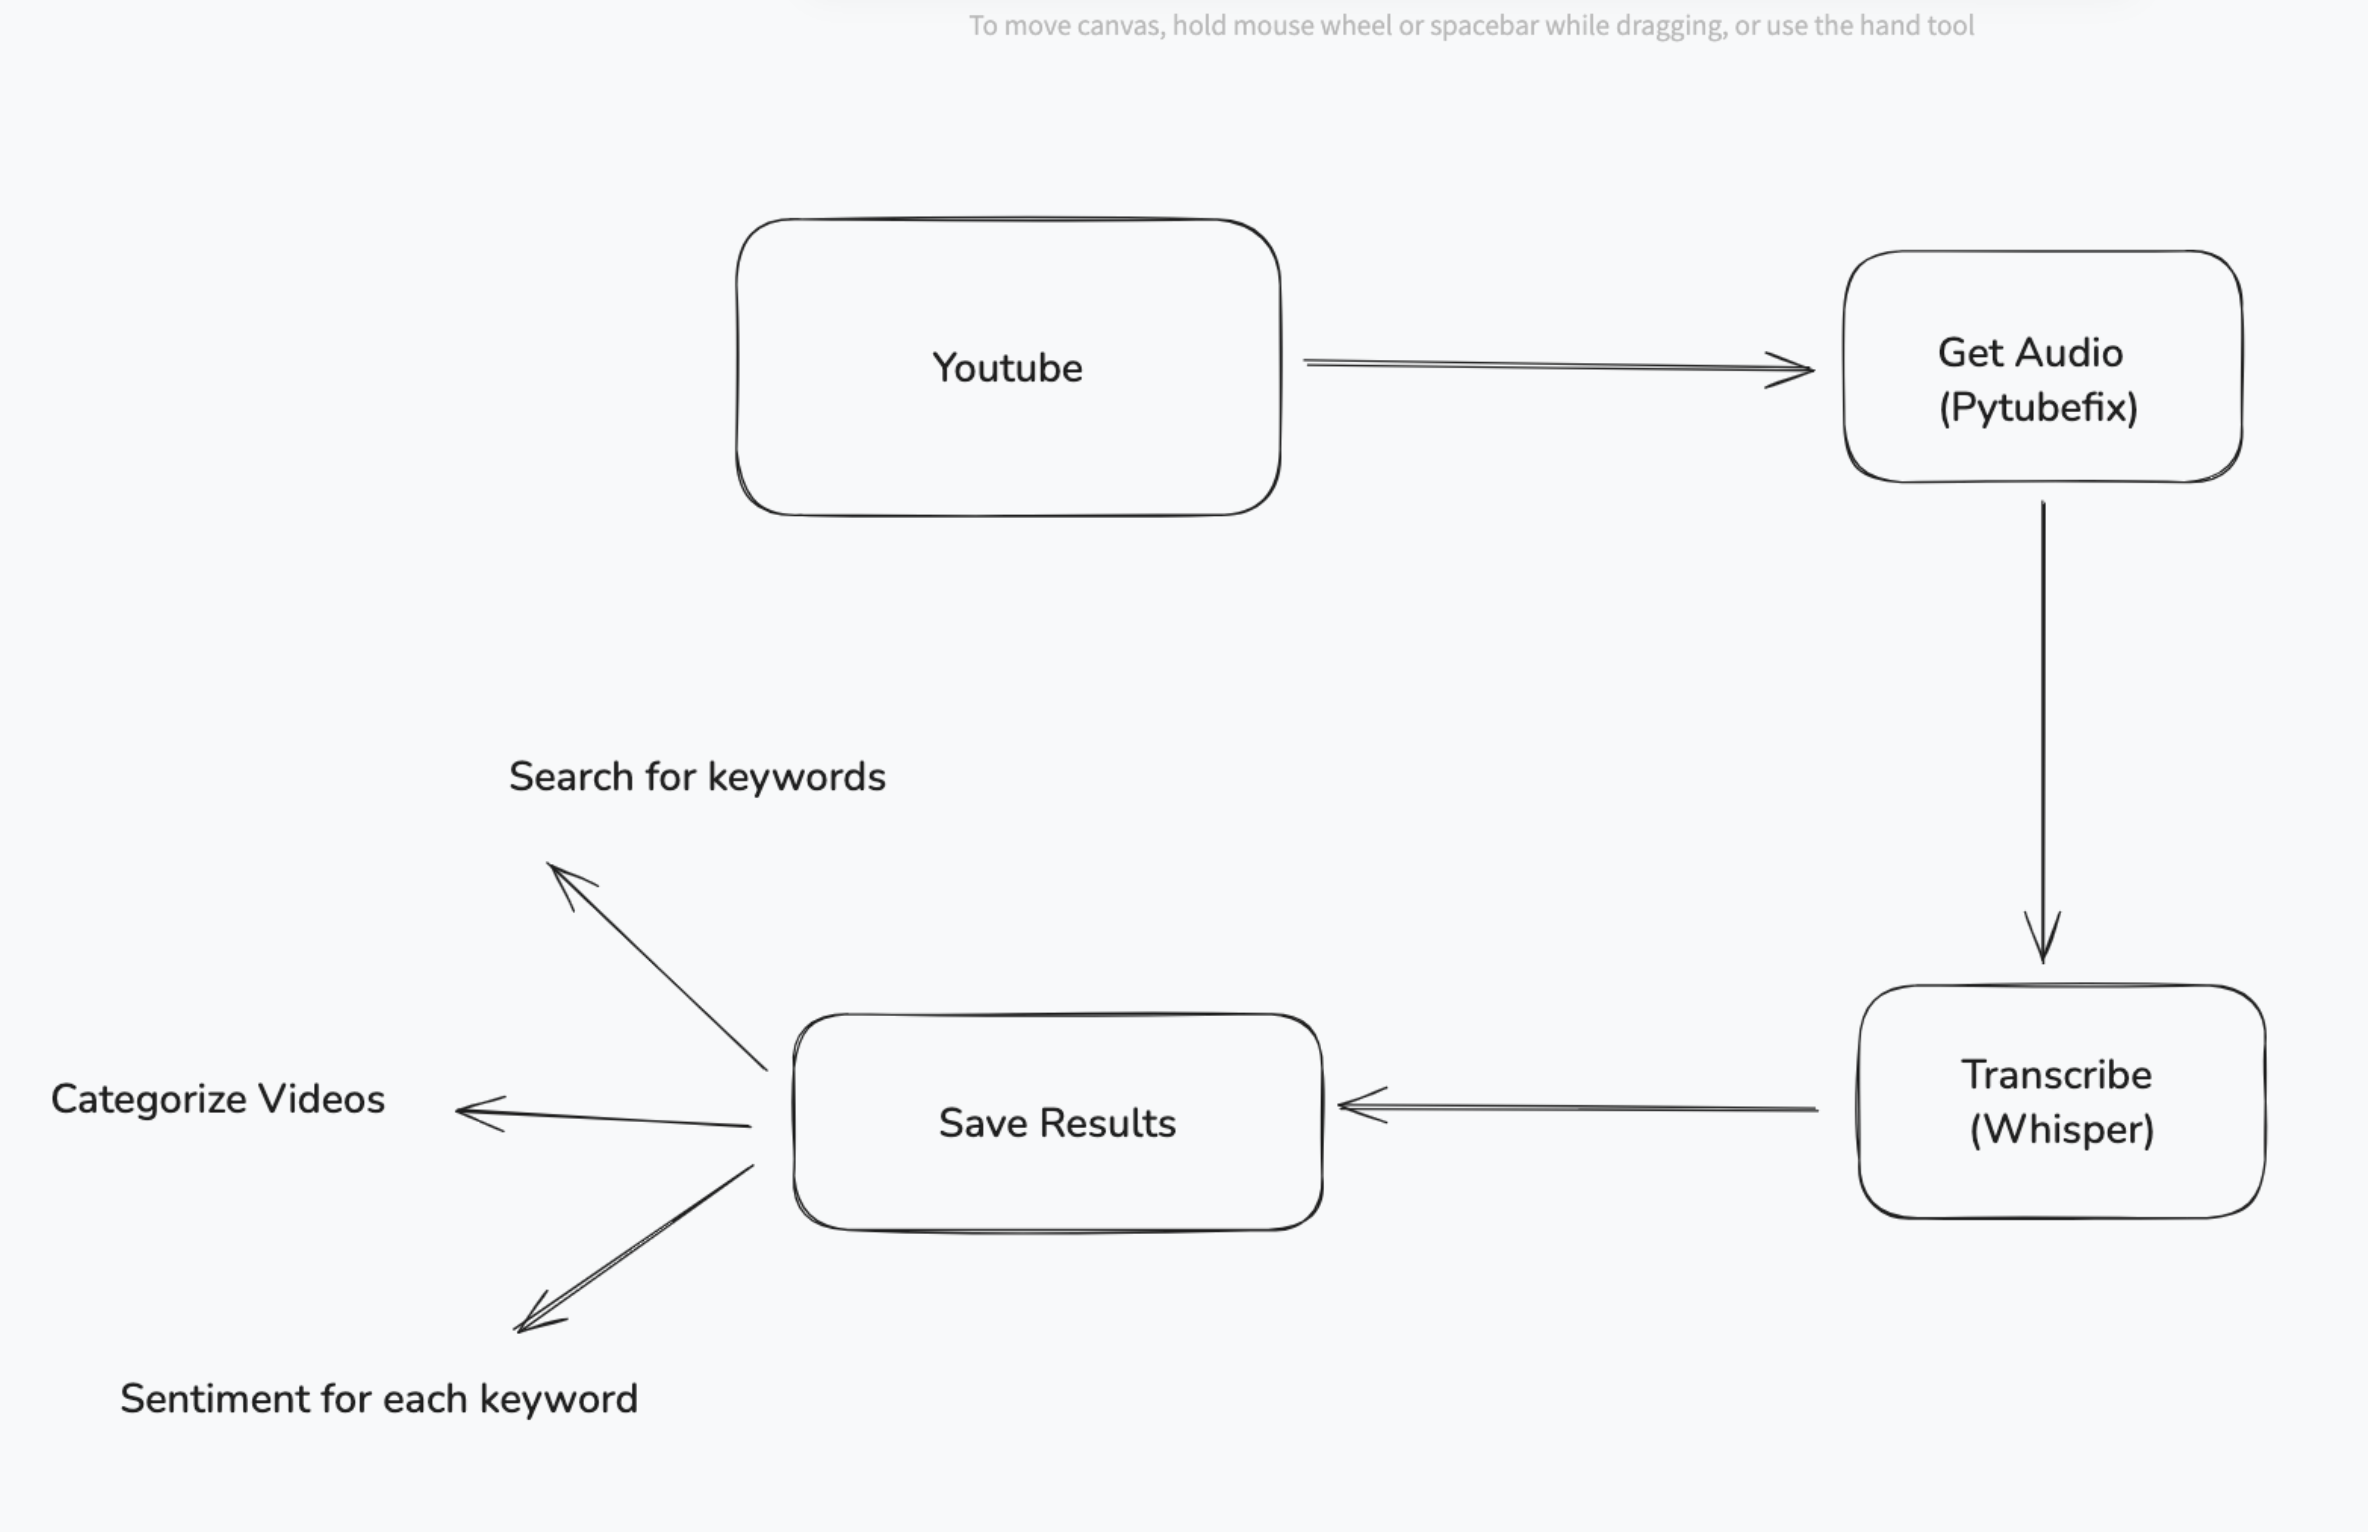 To move canvas, hold mouse wheel or spacebar while dragging, or use the hand tool
Youtube
Get Audio
(Pytubefix)
Search for keywords
Categorize Videos
Save Results
Transcribe
(Whisper)
Sentiment for each keyword